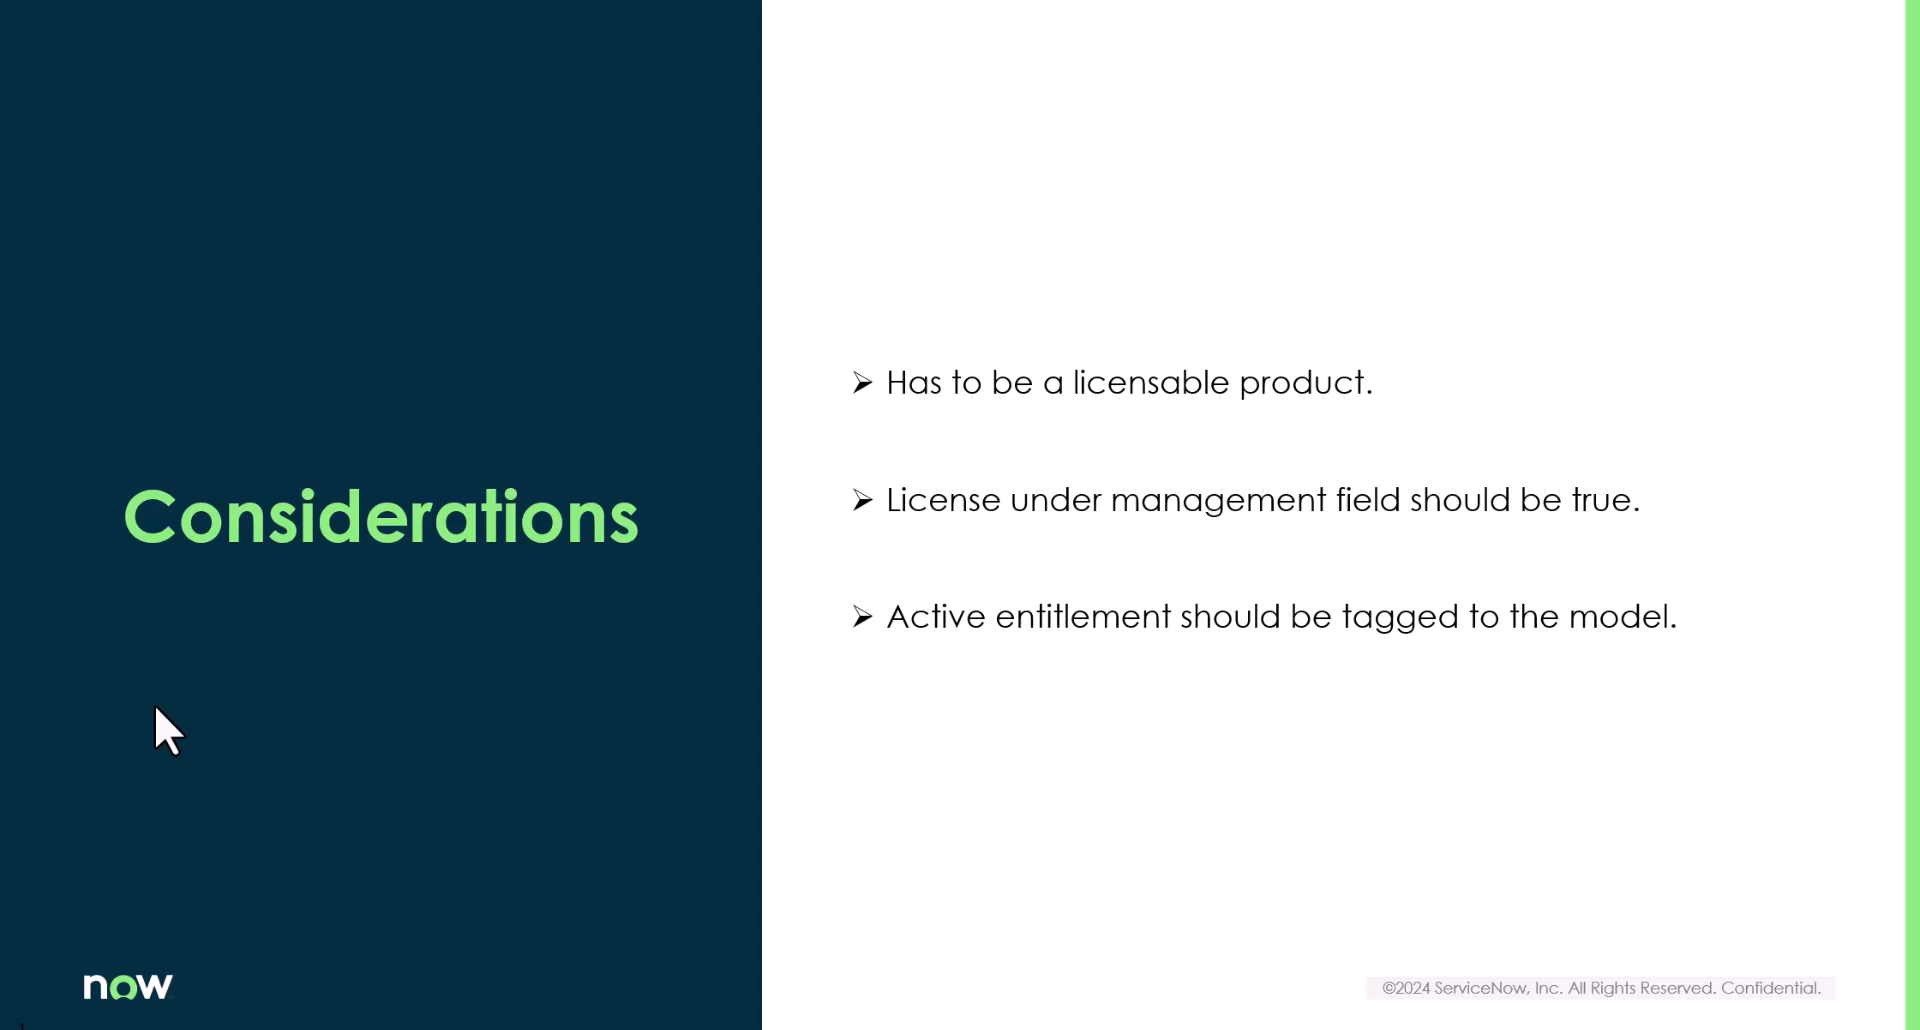 Considerations
➢ Has to be a licensable product.
➢ License under management field should be true.
➢ Active entitlement should be tagged to the model.
now
©2024 ServiceNow, Inc. All Rights Reserved. Confidential.